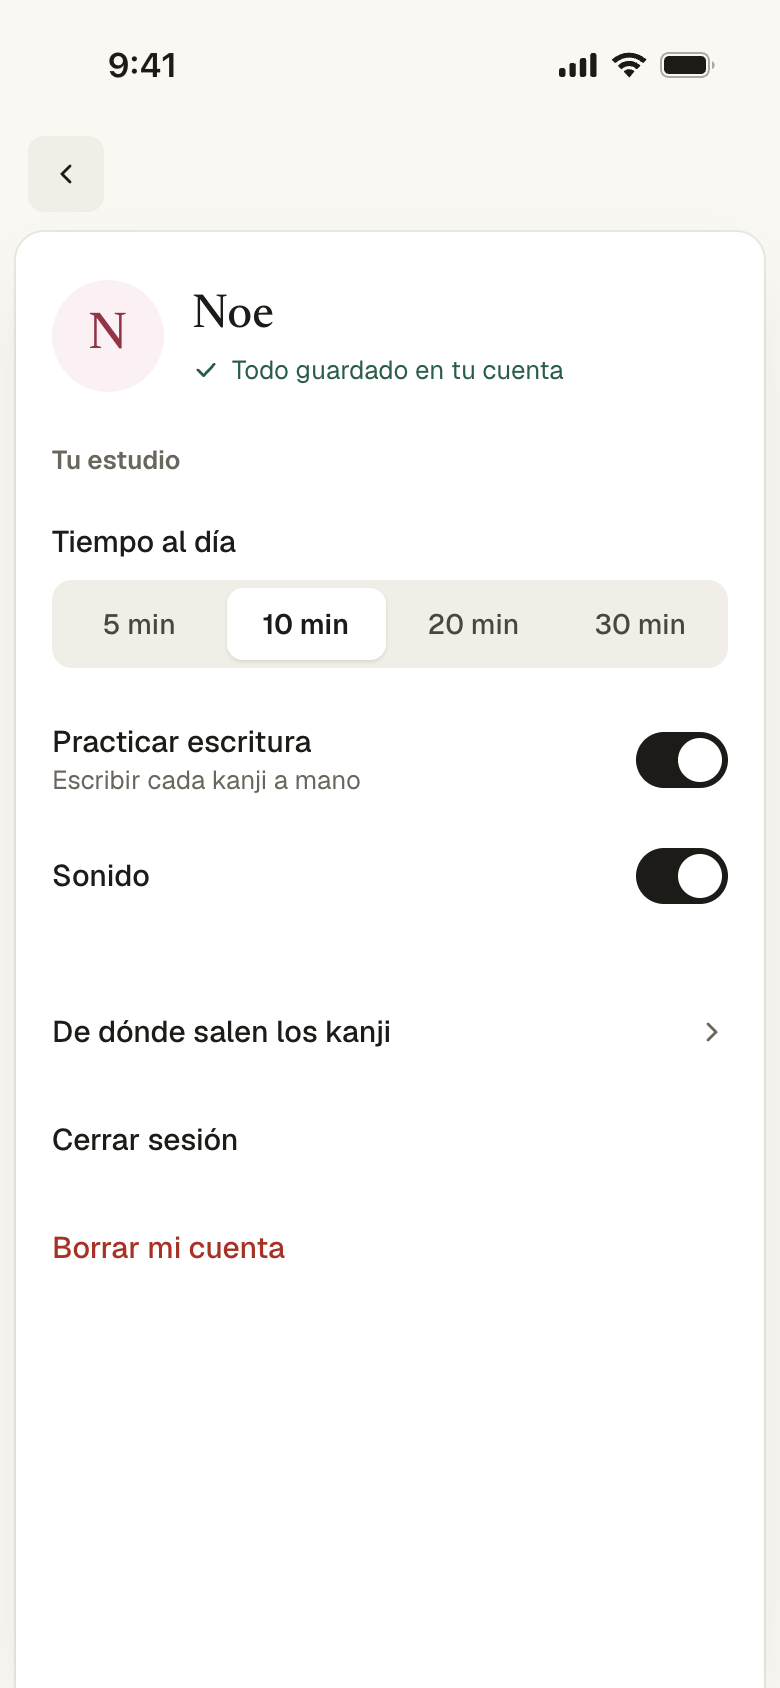 9:41
N
Noe
Todo guardado en tu cuenta
Tu estudio
Tiempo al día
5 min 10 min 20 min 30 min
Practicar escritura
Escribir cada kanji a mano
Sonido
De dónde salen los kanji
Cerrar sesión
Borrar mi cuenta